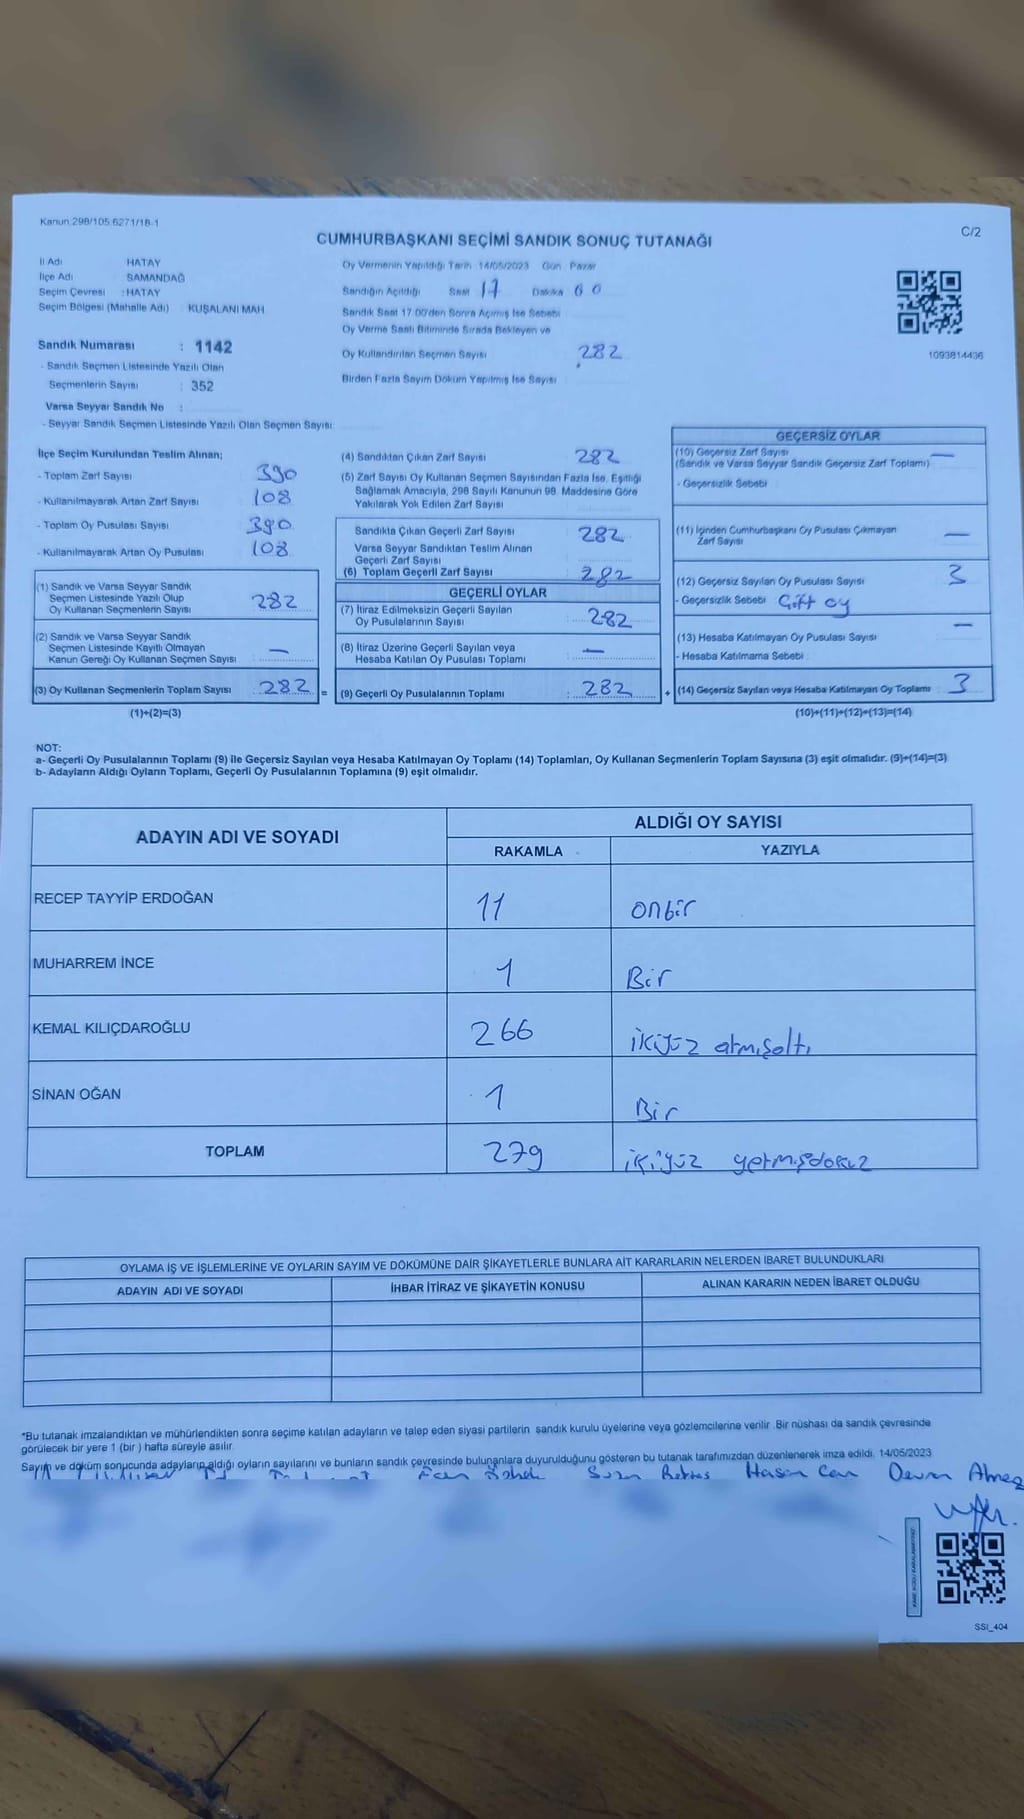 Kanun:298/105.6271/18-1
C/2
CUMHURBAŞKANI SEÇİMİ SANDIK SONUÇ TUTANAĞI
İl Adı HATAY
İlçe Adı SAMANDAĞ
Seçim Çevresi : HATAY
Seçim Bölgesi (Mahalle Adı) KUŞALANI MAH
Sandık Numarası : 1142
- Sandık Seçmen Listesinde Yazılı Olan
Seçmenlerin Sayısı : 352
Varsa Seyyar Sandık No :
- Seyyar Sandık Seçmen Listesinde Yazılı Olan Seçmen Sayısı:
Oy Vermenin Yapıldığı Tarih 14/05/2023 Gün Pazar
Sandığın Açıldığı Saat 17 Dakika 00
Sandık Saat 17.00'den Sonra Açılmış İse Sebebi
Oy Verme Saati Bitiminde Sırada Bekleyen ve
Oy Kullandırılan Seçmen Sayısı 282
Birden Fazla Sayım Döküm Yapılmış İse Sayısı
1093814436
İlçe Seçim Kurulundan Teslim Alınan;
- Toplam Zarf Sayısı 390
- Kullanılmayarak Artan Zarf Sayısı 108
- Toplam Oy Pusulası Sayısı 390
- Kullanılmayarak Artan Oy Pusulası 108
(1) Sandık ve Varsa Seyyar Sandık
Seçmen Listesinde Yazılı Olup
Oy Kullanan Seçmenlerin Sayısı 282
(2) Sandık ve Varsa Seyyar Sandık
Seçmen Listesinde Kayıtlı Olmayan
Kanun Gereği Oy Kullanan Seçmen Sayısı : —
(3) Oy Kullanan Seçmenlerin Toplam Sayısı : 282 =
(1)+(2)=(3)
(4) Sandıktan Çıkan Zarf Sayısı 282
(5) Zarf Sayısı Oy Kullanan Seçmen Sayısından Fazla İse, Eşitliği
Sağlamak Amacıyla, 298 Sayılı Kanunun 98. Maddesine Göre
Yakılarak Yok Edilen Zarf Sayısı
Sandıkta Çıkan Geçerli Zarf Sayısı 282
Varsa Seyyar Sandıktan Teslim Alınan
Geçerli Zarf Sayısı
(6) Toplam Geçerli Zarf Sayısı 282
GEÇERLİ OYLAR
(7) İtiraz Edilmeksizin Geçerli Sayılan
Oy Pusulalarının Sayısı : 282
(8) İtiraz Üzerine Geçerli Sayılan veya
Hesaba Katılan Oy Pusulası Toplamı : —
(9) Geçerli Oy Pusulalarının Toplamı : 282 +
GEÇERSİZ OYLAR
(10) Geçersiz Zarf Sayısı
(Sandık ve Varsa Seyyar Sandık Geçersiz Zarf Toplamı) —
- Geçersizlik Sebebi
(11) İçinden Cumhurbaşkanı Oy Pusulası Çıkmayan
Zarf Sayısı —
(12) Geçersiz Sayılan Oy Pusulası Sayısı 3
- Geçersizlik Sebebi Çift oy
(13) Hesaba Katılmayan Oy Pusulası Sayısı —
- Hesaba Katılmama Sebebi :
(14) Geçersiz Sayılan veya Hesaba Katılmayan Oy Toplamı : 3
(10)+(11)+(12)+(13)=(14)
NOT:
a- Geçerli Oy Pusulalarının Toplamı (9) ile Geçersiz Sayılan veya Hesaba Katılmayan Oy Toplamı (14) Toplamları, Oy Kullanan Seçmenlerin Toplam Sayısına (3) eşit olmalıdır. (9)+(14)=(3)
b- Adayların Aldığı Oyların Toplamı, Geçerli Oy Pusulalarının Toplamına (9) eşit olmalıdır.
ADAYIN ADI VE SOYADI ALDIĞI OY SAYISI
RAKAMLA YAZIYLA
RECEP TAYYİP ERDOĞAN 11 onbir
MUHARREM İNCE 1 Bir
KEMAL KILIÇDAROĞLU 266 ikiyüz atmışaltı
SİNAN OĞAN 1 Bir
TOPLAM 279 ikiyüz yetmişdokuz
OYLAMA İŞ VE İŞLEMLERİNE VE OYLARIN SAYIM VE DÖKÜMÜNE DAİR ŞİKAYETLERLE BUNLARA AİT KARARLARIN NELERDEN İBARET BULUNDUKLARI
ADAYIN ADI VE SOYADI İHBAR İTİRAZ VE ŞİKAYETİN KONUSU ALINAN KARARIN NEDEN İBARET OLDUĞU
*Bu tutanak imzalandıktan ve mühürlendikten sonra seçime katılan adayların ve talep eden siyasi partilerin sandık kurulu üyelerine veya gözlemcilerine verilir. Bir nüshası da sandık çevresinde
görülecek bir yere 1 (bir ) hafta süreyle asılır.
Sayım ve döküm sonucunda adayların aldığı oyların sayılarını ve bunların sandık çevresinde bulunanlara duyurulduğunu gösteren bu tutanak tarafımızdan düzenlenerek imza edildi. 14/05/2023
Hasan Can
SSI_404